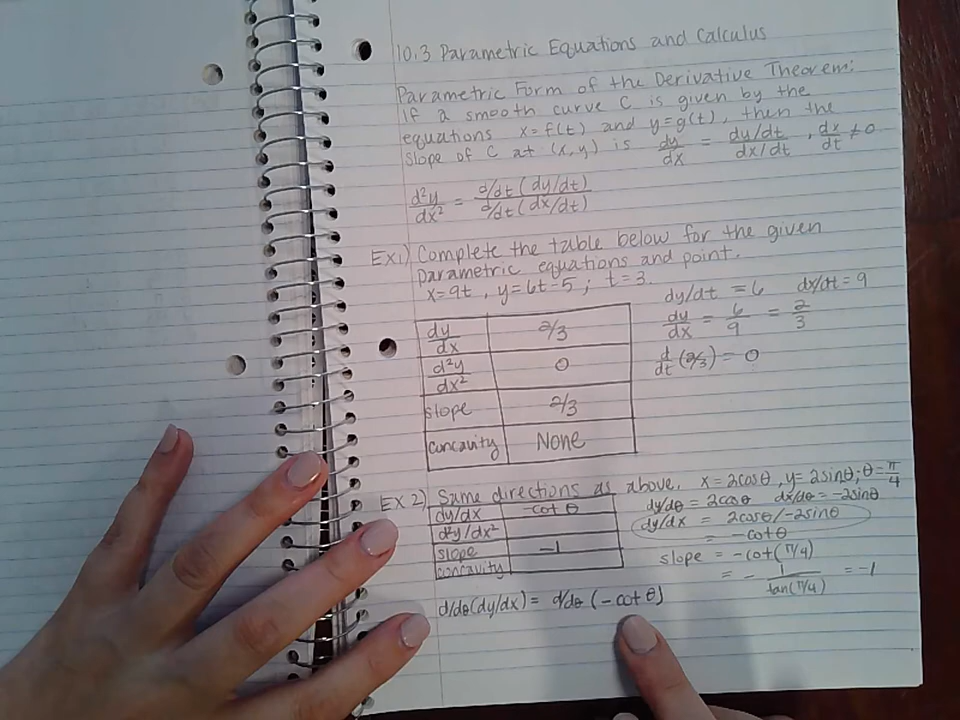 10.3 Parametric Equations and Calculus
Parametric Form of the Derivative Theorem:
If a smooth curve C is given by the
equations x=f(t) and y=g(t), then the
slope of C at (x,y) is dy/dx = (dy/dt)/(dx/dt), dx/dt ≠ 0
d²y/dx² = d/dt(dy/dt) / d/dt(dx/dt)
Ex1) Complete the table below for the given
parametric equations and point.
x=9t, y=6t-5; t=3.
dy/dt = 6 dx/dt = 9
dy/dx = 6/9 = 2/3
d/dt (2/3) = 0
dy/dx 2/3
d²y/dx² 0
slope 2/3
concavity None
EX 2) Same directions as above. x=2cosθ, y=2sinθ; θ=π/4
dy/dθ = 2cosθ dx/dθ = -2sinθ
dy/dx = 2cosθ/-2sinθ
= -cotθ
slope = -cot(π/4)
= - 1/tan(π/4) = -1
dy/dx -cot θ
d²y/dx²
slope -1
concavity
d/dθ(dy/dx) = d/dθ (-cot θ)